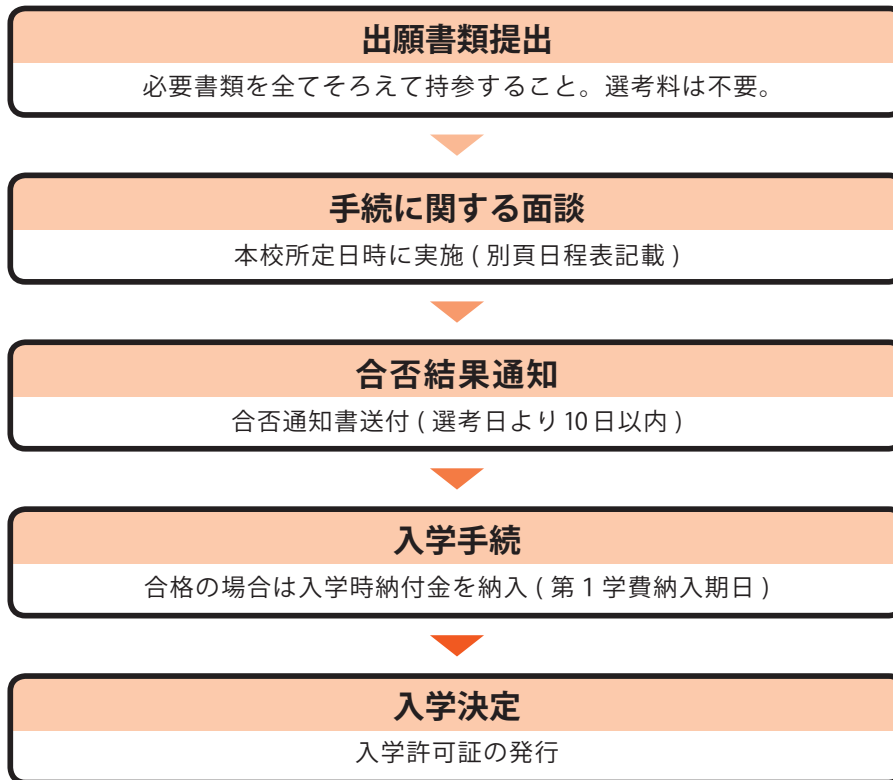 出願書類提出
必要書類を全てそろえて持参すること。選考料は不要。
手続に関する面談
本校所定日時に実施 ( 別頁日程表記載 )
合否結果通知
合否通知書送付 ( 選考日より 10 日以内 )
入学手続
合格の場合は入学時納付金を納入 ( 第 1 学費納入期日 )
入学決定
入学許可証の発行